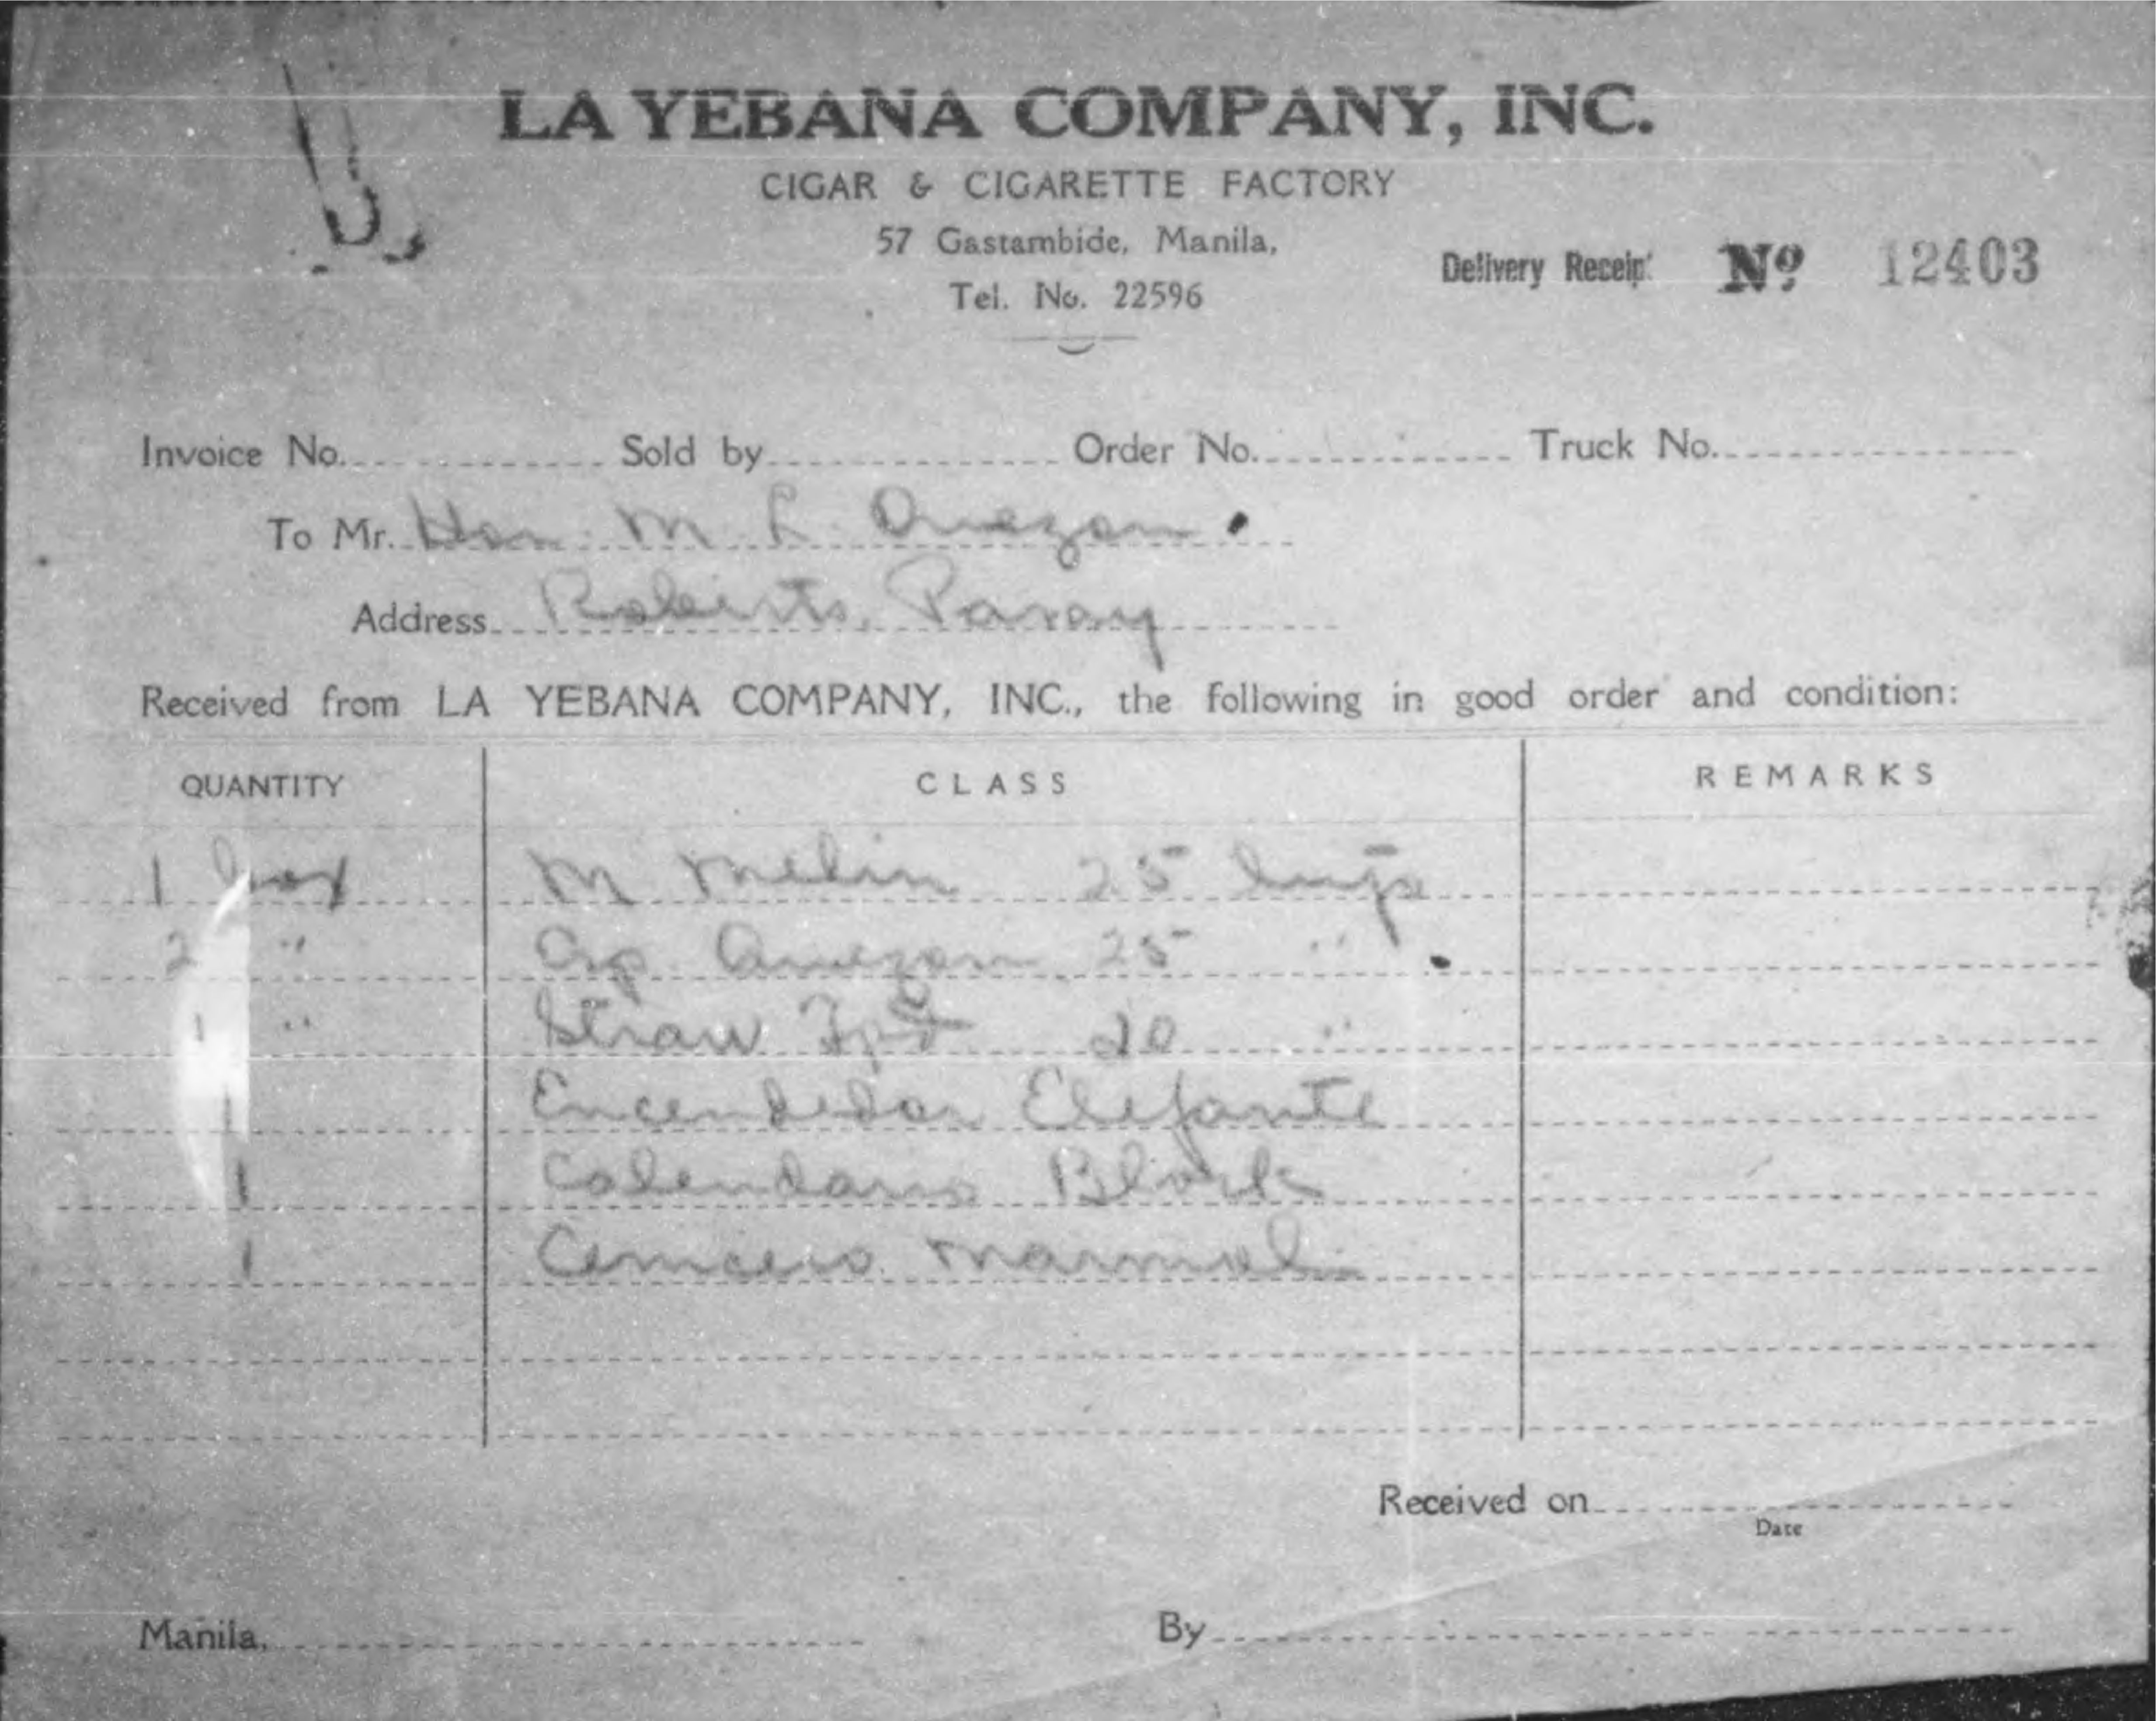 LA YEBANA COMPANY, INC.
CIGAR & CIGARETTE FACTORY
57 Gastambide, Manila,
Tel. No. 22596
Delivery Receipt Nº 12403
Invoice No. Sold by Order No. Truck No.
To Mr. Hon. M. L. Quezon
Address Roberts, Pasay
Received from LA YEBANA COMPANY, INC., the following in good order and condition:
QUANTITY CLASS REMARKS
1 box M Melin 25
2 " Quezon 25 "
1 " Straw 20 "
1 Encendedor Elefante
1 Calendario Block
1 Cenicero Marmol
Received on
Date
Manila, By